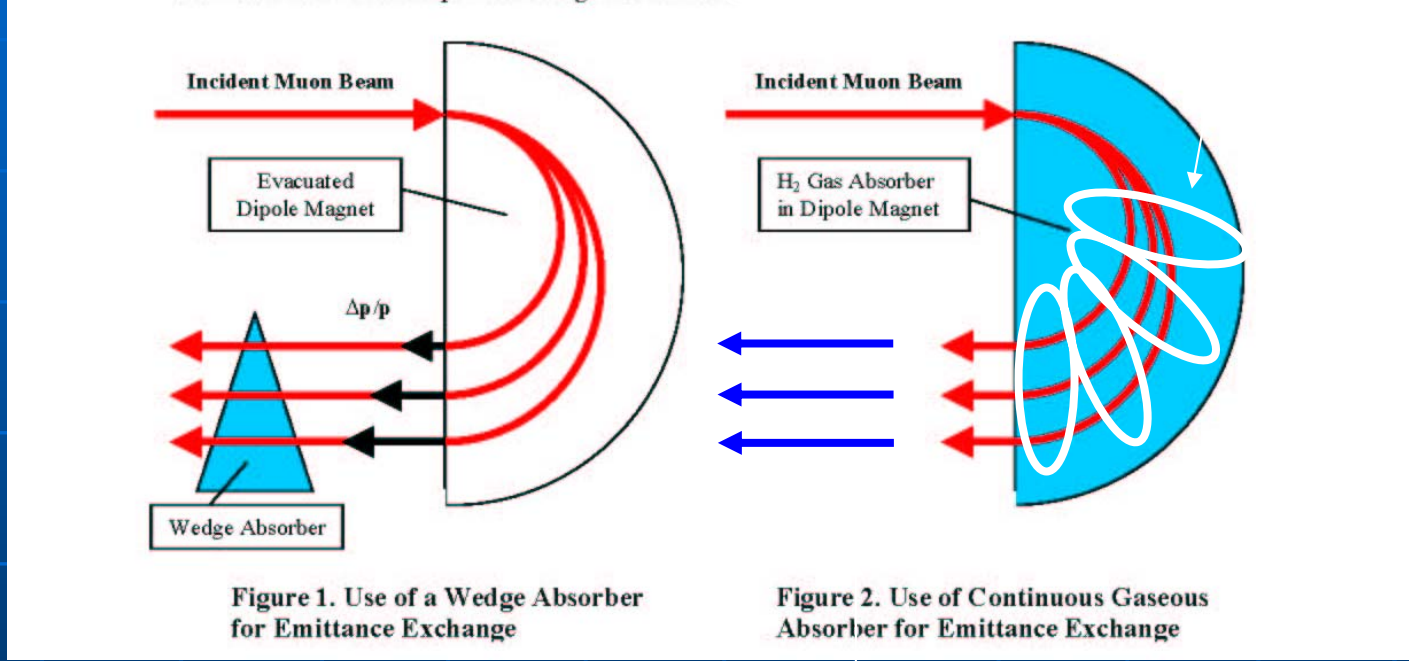 Incident Muon Beam
Evacuated
Dipole Magnet
Δp/p
Wedge Absorber
Figure 1. Use of a Wedge Absorber
for Emittance Exchange
Incident Muon Beam
H₂ Gas Absorber
in Dipole Magnet
Figure 2. Use of Continuous Gaseous
Absorber for Emittance Exchange